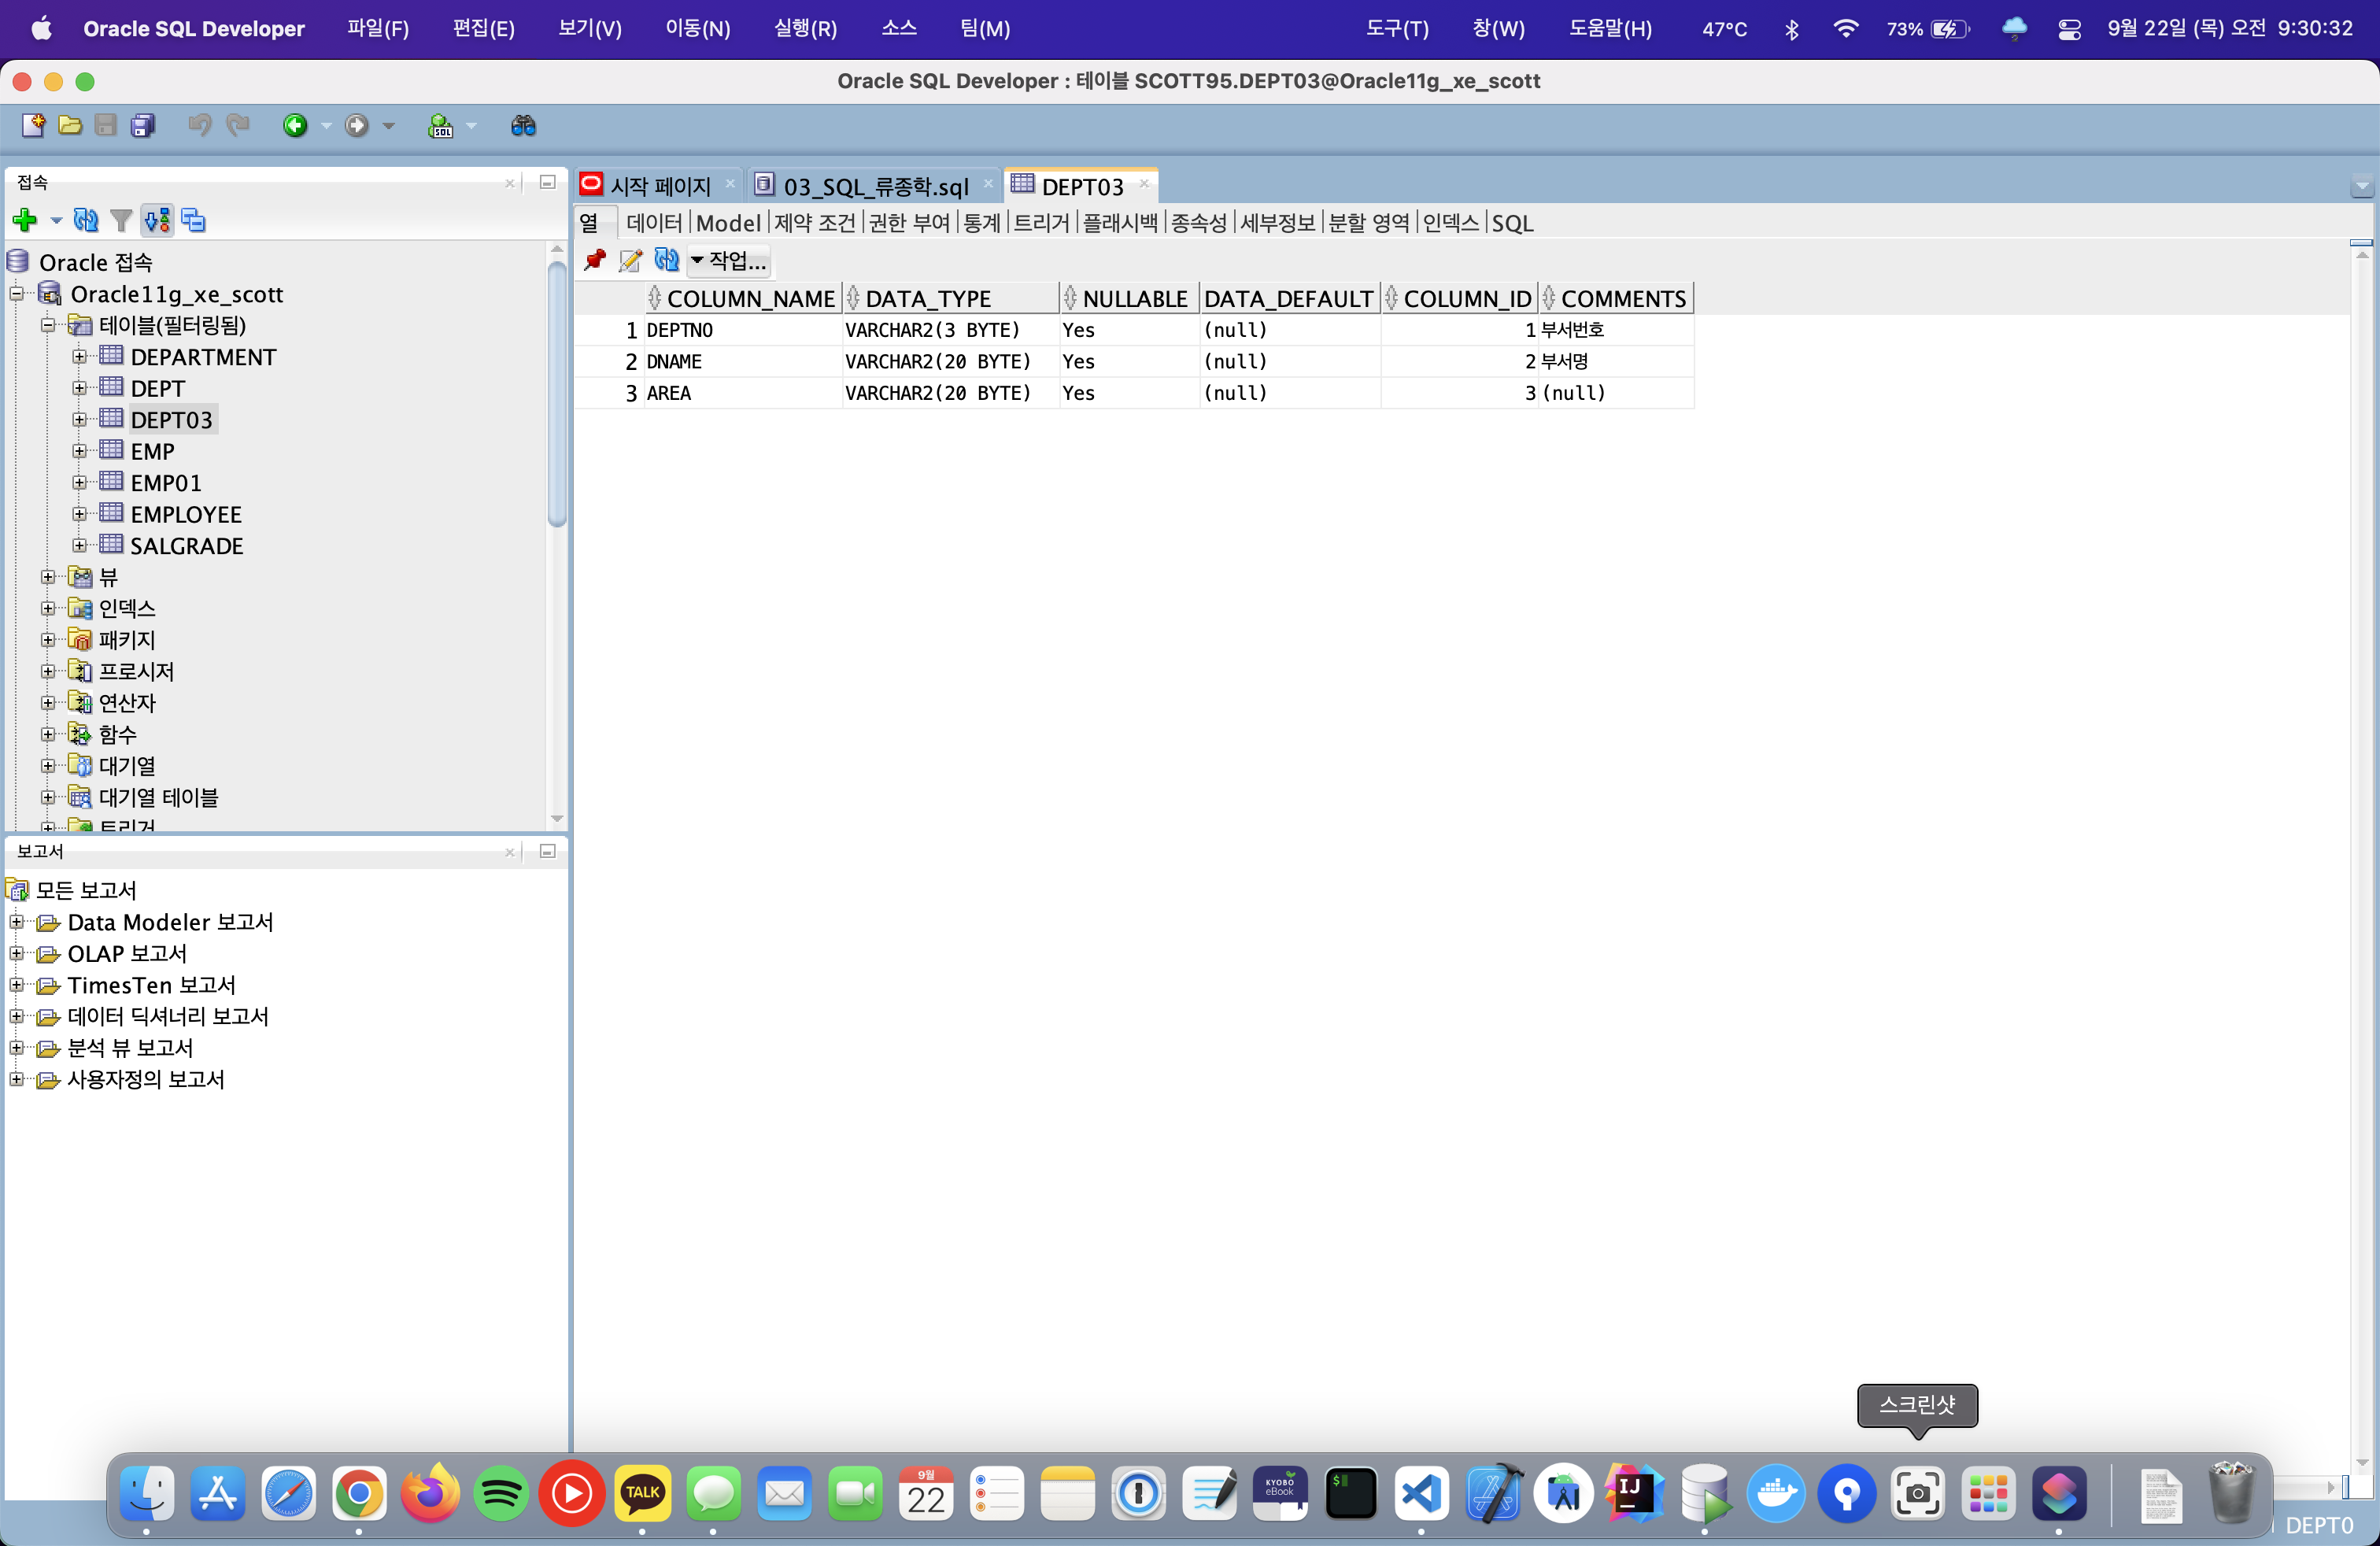 Oracle SQL Developer 파일(F) 편집(E) 보기(V) 이동(N) 실행(R) 소스 팀(M) 도구(T) 창(W) 도움말(H) 47°C 73% 9월 22일 (목) 오전 9:30:32
Oracle SQL Developer : 테이블 SCOTT95.DEPT03@Oracle11g_xe_scott
SQL
접속
Oracle 접속
Oracle11g_xe_scott
테이블(필터링됨)
DEPARTMENT
DEPT
DEPT03
EMP
EMP01
EMPLOYEE
SALGRADE
뷰
인덱스
패키지
프로시저
연산자
함수
대기열
대기열 테이블
트리거
보고서
모든 보고서
Data Modeler 보고서
OLAP 보고서
TimesTen 보고서
데이터 딕셔너리 보고서
분석 뷰 보고서
사용자정의 보고서
시작 페이지 03_SQL_류종학.sql DEPT03
열 데이터 Model 제약 조건 권한 부여 통계 트리거 플래시백 종속성 세부정보 분할 영역 인덱스 SQL
작업...
COLUMN_NAME DATA_TYPE NULLABLE DATA_DEFAULT COLUMN_ID COMMENTS
1 DEPTNO VARCHAR2(3 BYTE) Yes (null) 1 부서번호
2 DNAME VARCHAR2(20 BYTE) Yes (null) 2 부서명
3 AREA VARCHAR2(20 BYTE) Yes (null) 3 (null)
스크린샷
TALK
9월
22
KYOBO
eBook
$
IJ
DEPT0